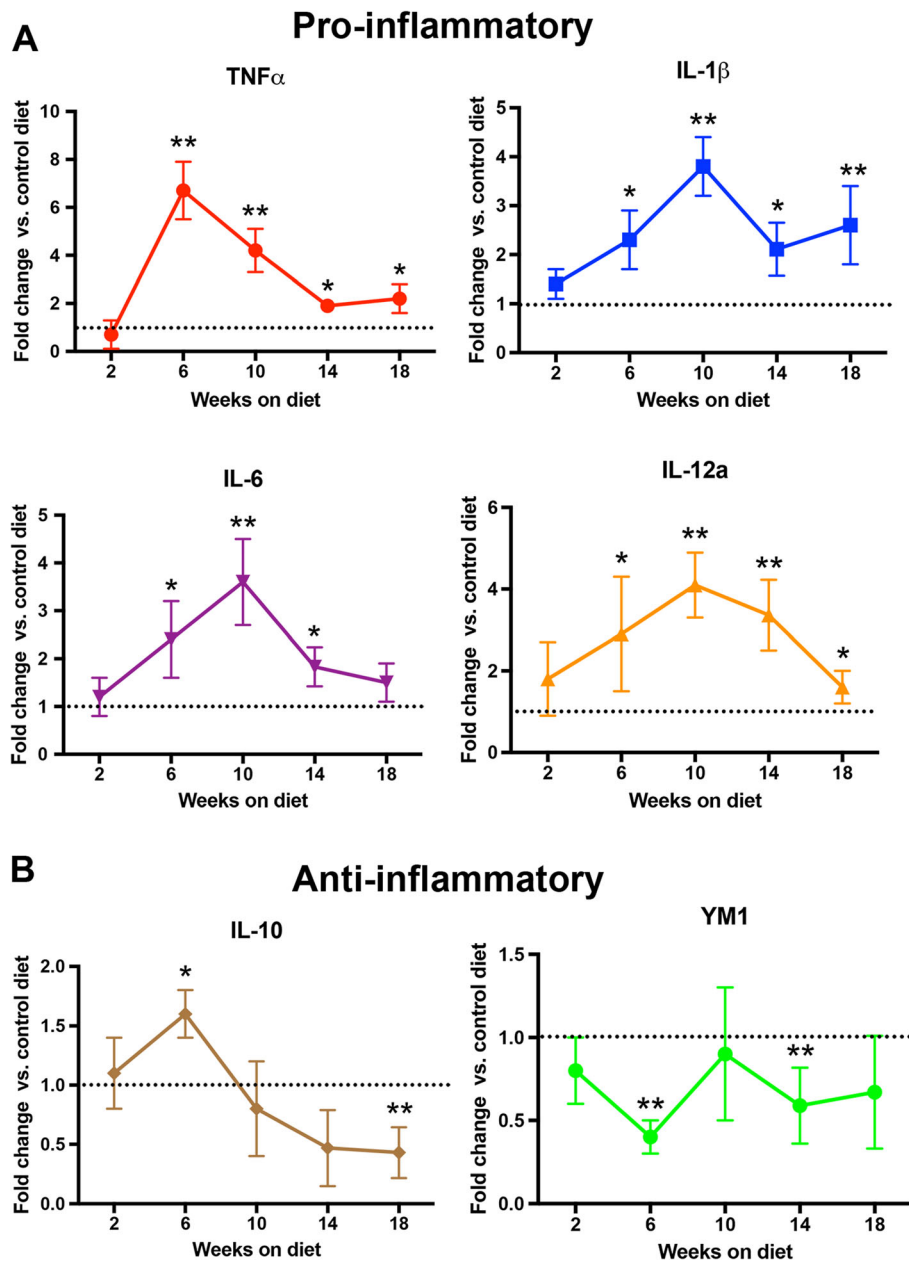 A
Pro-inflammatory
TNFα
Fold change vs. control diet
10
8
6
4
2
0
**
**
*
*
2 6 10 14 18
Weeks on diet
IL-1β
Fold change vs. control diet
5
4
3
2
1
0
*
**
*
**
2 6 10 14 18
Weeks on diet
IL-6
Fold change vs. control diet
5
4
3
2
1
0
*
**
*
2 6 10 14 18
Weeks on diet
IL-12a
Fold change vs. control diet
6
4
2
0
*
**
**
*
2 6 10 14 18
Weeks on diet
B
Anti-inflammatory
IL-10
Fold change vs. control diet
2.0
1.5
1.0
0.5
0.0
*
**
2 6 10 14 18
Weeks on diet
YM1
Fold change vs. control diet
1.5
1.0
0.5
0.0
**
**
2 6 10 14 18
Weeks on diet